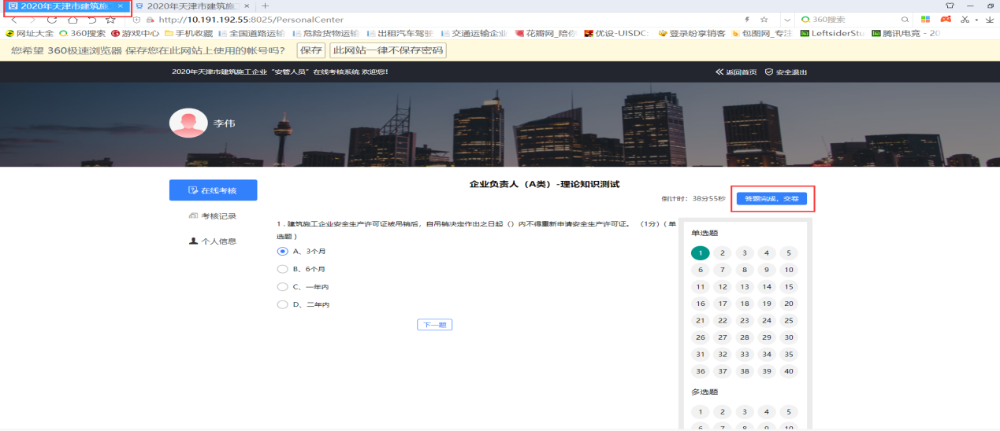 2020年天津市建筑施 × 2020年天津市建筑施 × +
http://10.191.192.55:8025/PersonalCenter 360搜索
网址大全 360搜索 游戏中心 手机收藏 全国道路运输 危险货物运输 出租汽车驾驶 交通运输企业 花瓣网_陪你 优设-UISDC: 登录纷享销客 包图网_专注 LeftsiderStu 腾讯电竞 - 20
您希望 360极速浏览器 保存您在此网站上使用的帐号吗? 保存 此网站一律不保存密码
2020年天津市建筑施工企业“安管人员”在线考核系统 欢迎您! 返回首页 安全退出
李伟
在线考核
考核记录
个人信息
企业负责人（A类）-理论知识测试
倒计时：38分55秒 答题完成，交卷
1 . 建筑施工企业安全生产许可证被吊销后，自吊销决定作出之日起（）内不得重新申请安全生产许可证。 （1分）( 单
选题 )
A、3个月
B、6个月
C、一年内
D、二年内
下一题
单选题
1 2 3 4 5
6 7 8 9 10
11 12 13 14 15
16 17 18 19 20
21 22 23 24 25
26 27 28 29 30
31 32 33 34 35
36 37 38 39 40
多选题
1 2 3 4 5
6 7 8 9 10